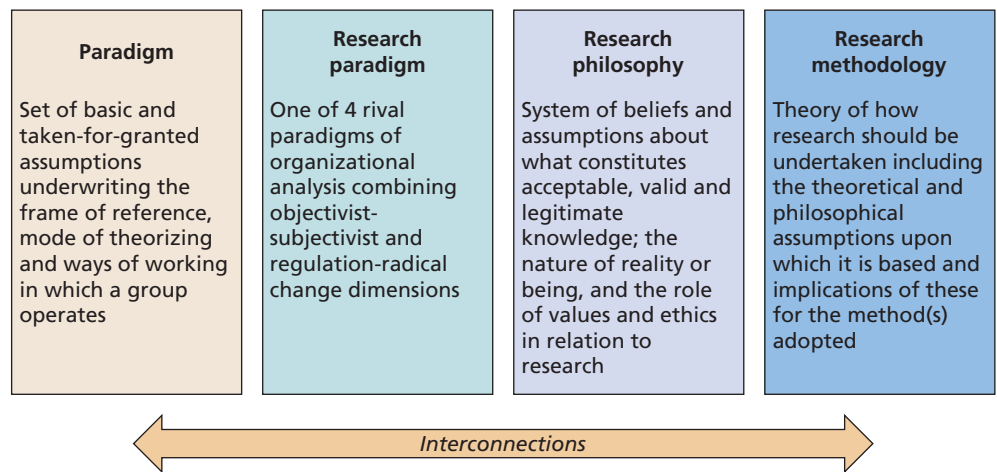 Paradigm
Set of basic and
taken-for-granted
assumptions
underwriting the
frame of reference,
mode of theorizing
and ways of working
in which a group
operates
Research
paradigm
One of 4 rival
paradigms of
organizational
analysis combining
objectivist-
subjectivist and
regulation-radical
change dimensions
Research
philosophy
System of beliefs and
assumptions about
what constitutes
acceptable, valid and
legitimate
knowledge; the
nature of reality or
being, and the role
of values and ethics
in relation to
research
Research
methodology
Theory of how
research should be
undertaken including
the theoretical and
philosophical
assumptions upon
which it is based and
implications of these
for the method(s)
adopted
Interconnections